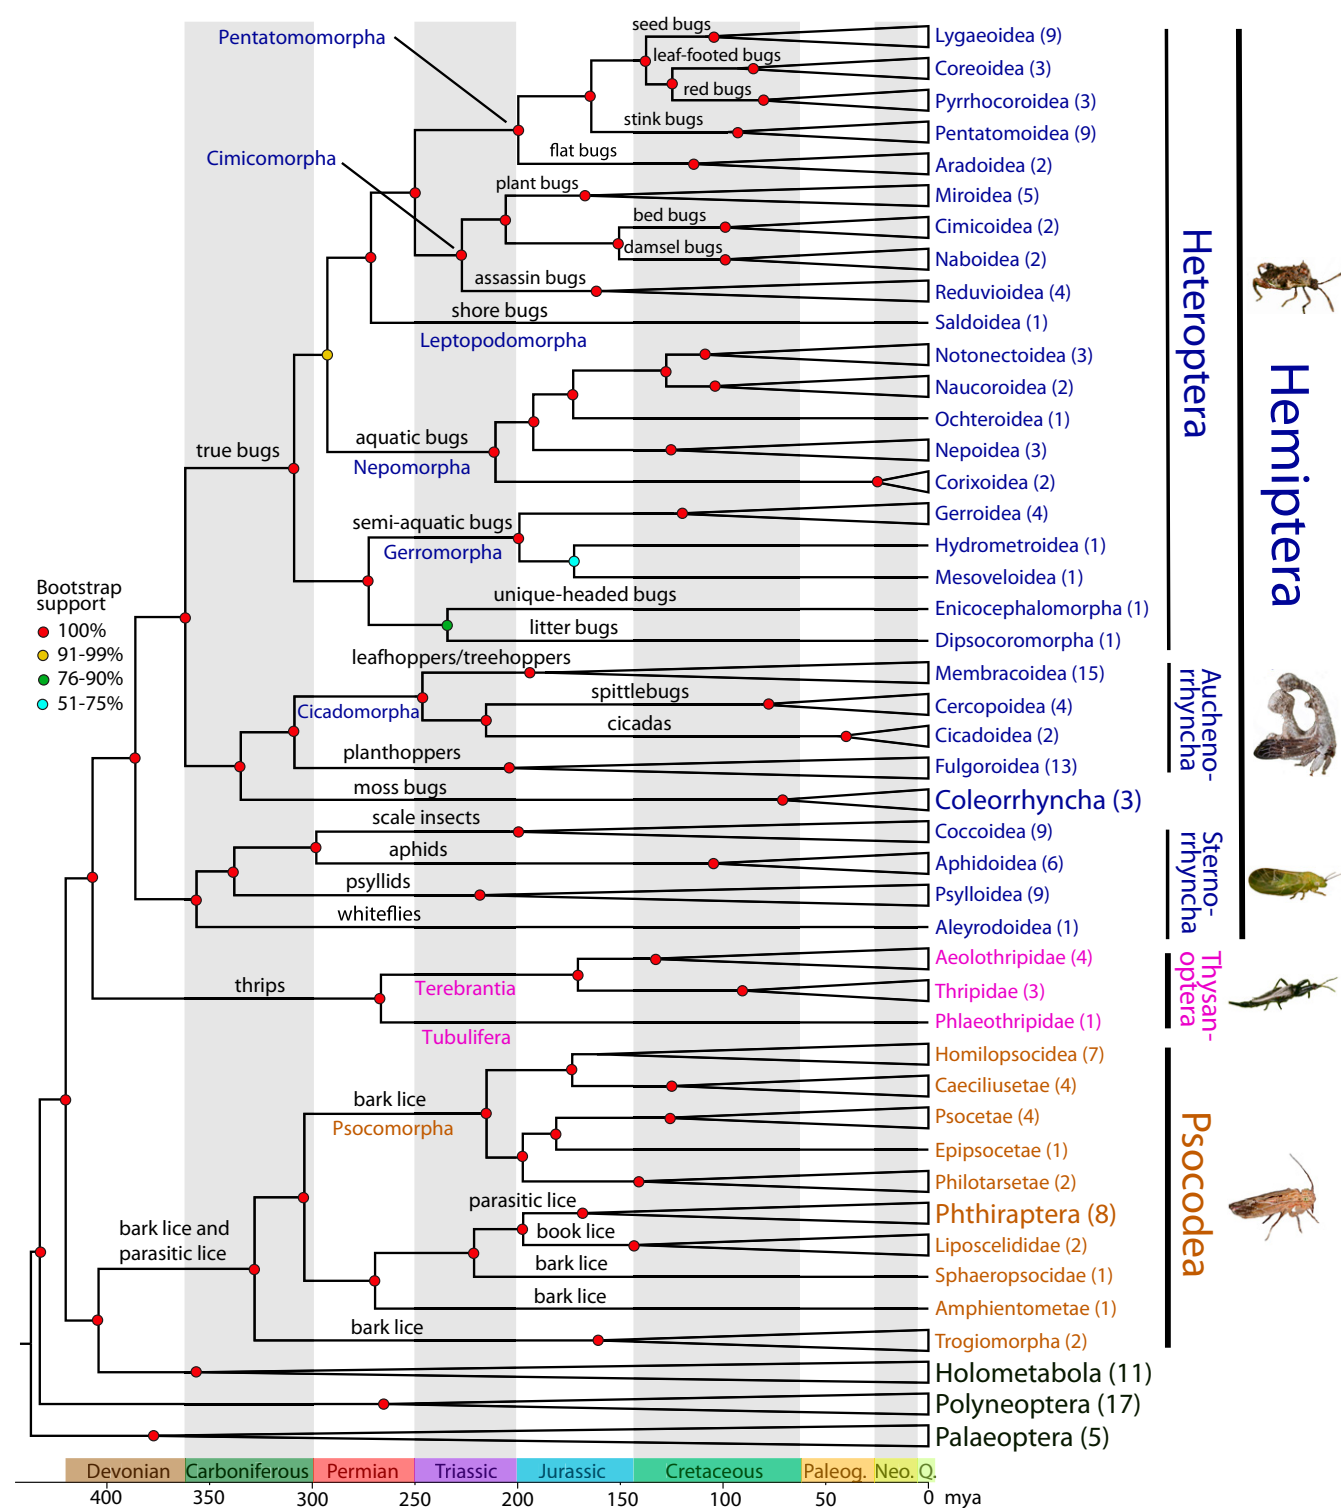 seed bugs
Pentatomomorpha
Lygaeoidea (9)
leaf-footed bugs
Coreoidea (3)
red bugs
Pyrrhocoroidea (3)
stink bugs
Pentatomoidea (9)
flat bugs
Cimicomorpha
Aradoidea (2)
plant bugs
Miroidea (5)
bed bugs
Cimicoidea (2)
damsel bugs
Naboidea (2)
assassin bugs
Reduvioidea (4)
shore bugs
Saldoidea (1)
Leptopodomorpha
Notonectoidea (3)
Naucoroidea (2)
Ochteroidea (1)
aquatic bugs
true bugs
Nepomorpha
Nepoidea (3)
Corixoidea (2)
Gerroidea (4)
semi-aquatic bugs
Gerromorpha
Hydrometroidea (1)
Mesoveloidea (1)
unique-headed bugs
Enicocephalomorpha (1)
litter bugs
Dipsocoromorpha (1)
Heteroptera
Hemiptera
Bootstrap
support
100%
91-99%
76-90%
51-75%
leafhoppers/treehoppers
Membracoidea (15)
spittlebugs
Cercopoidea (4)
Cicadomorpha
cicadas
Cicadoidea (2)
planthoppers
Fulgoroidea (13)
Aucheno-
rrhyncha
moss bugs
Coleorrhyncha (3)
scale insects
Coccoidea (9)
aphids
Aphidoidea (6)
psyllids
Psylloidea (9)
whiteflies
Aleyrodoidea (1)
Sterno-
rrhyncha
Aeolothripidae (4)
thrips
Terebrantia
Thripidae (3)
Phlaeothripidae (1)
Tubulifera
Thysan-
optera
Homilopsocidea (7)
Caeciliusetae (4)
bark lice
Psocomorpha
Psocetae (4)
Epipsocetae (1)
Philotarsetae (2)
parasitic lice
Phthiraptera (8)
bark lice and
parasitic lice
book lice
Liposcelididae (2)
bark lice
Sphaeropsocidae (1)
bark lice
Amphientometae (1)
bark lice
Trogiomorpha (2)
Psocodea
Holometabola (11)
Polyneoptera (17)
Palaeoptera (5)
Devonian Carboniferous Permian Triassic Jurassic Cretaceous Paleog. Neo. Q.
400 350 300 250 200 150 100 50 0 mya